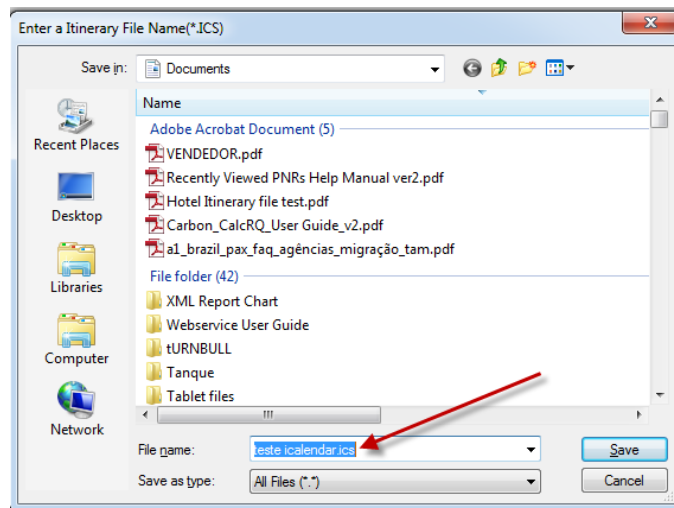 Enter a Itinerary File Name(*.ICS)
Save in: Documents
Recent Places
Desktop
Libraries
Computer
Network
Name
Adobe Acrobat Document (5)
VENDEDOR.pdf
Recently Viewed PNRs Help Manual ver2.pdf
Hotel Itinerary file test.pdf
Carbon_CalcRQ_User Guide_v2.pdf
a1_brazil_pax_faq_agências_migração_tam.pdf
File folder (42)
XML Report Chart
Webservice User Guide
tURNBULL
Tanque
Tablet files
File name: teste icalendar.ics Save
Save as type: All Files (*.*) Cancel